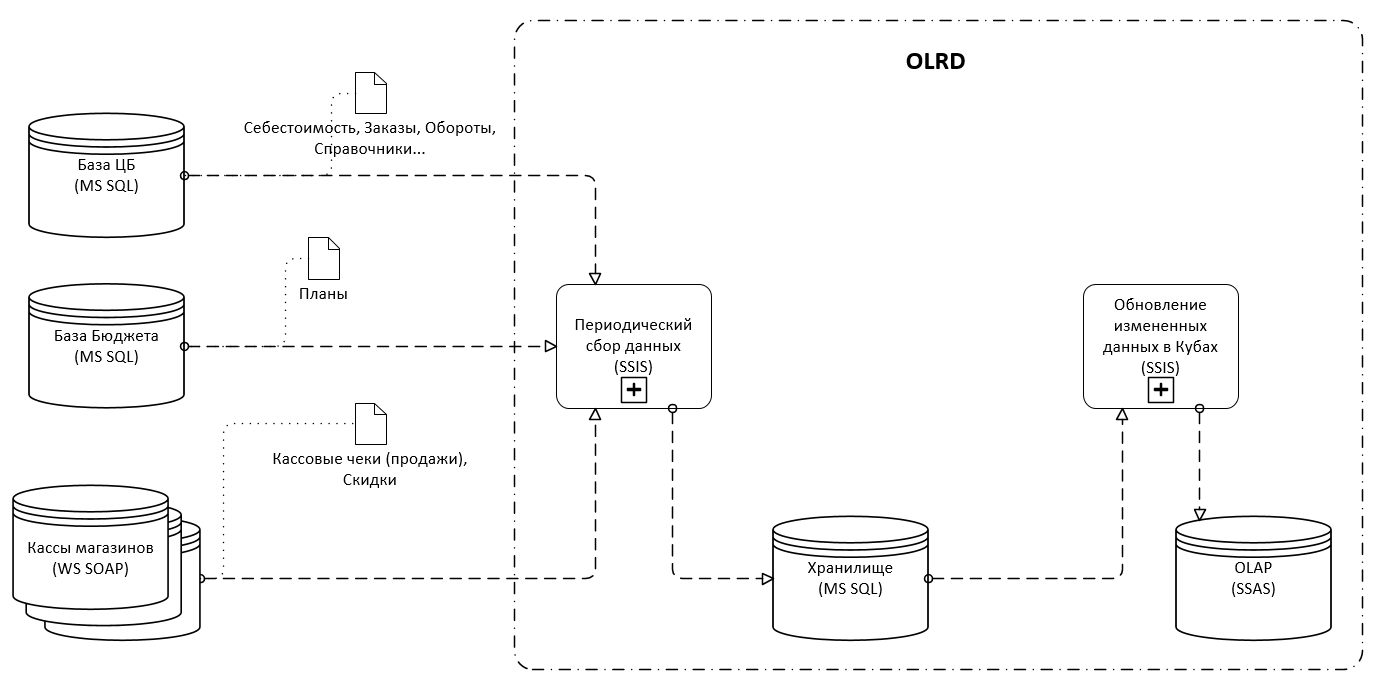 OLRD
Себестоимость, Заказы, Обороты,
Справочники...
База ЦБ
(MS SQL)
Планы
База Бюджета
(MS SQL)
Периодический
сбор данных
(SSIS)
Обновление
измененных
данных в Кубах
(SSIS)
Кассовые чеки (продажи),
Скидки
Кассы магазинов
(WS SOAP)
Хранилище
(MS SQL)
OLAP
(SSAS)